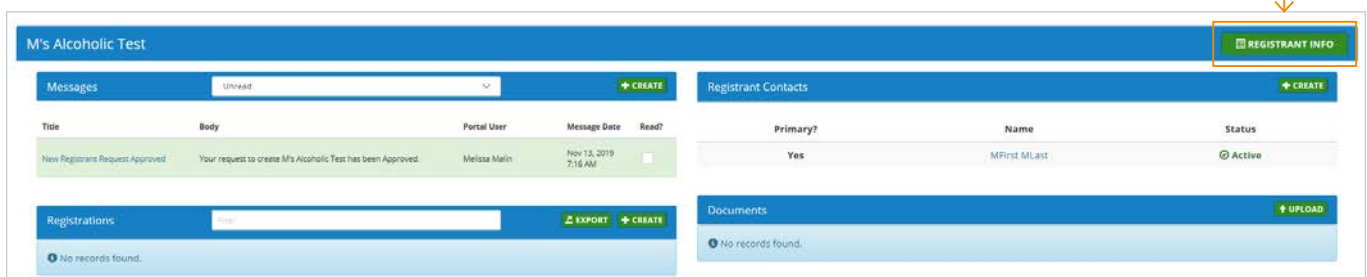 M's Alcoholic Test
REGISTRANT INFO
Messages
Unread
CREATE
Title Body Portal User Message Date Read?
New Registrant Request Approved Your request to create M's Alcoholic Test has been Approved. Melissa Malin Nov 13, 2019
7:16 AM
Registrations
EXPORT CREATE
No records found.
Registrant Contacts
CREATE
Primary? Name Status
Yes MFirst MLast Active
Documents
UPLOAD
No records found.